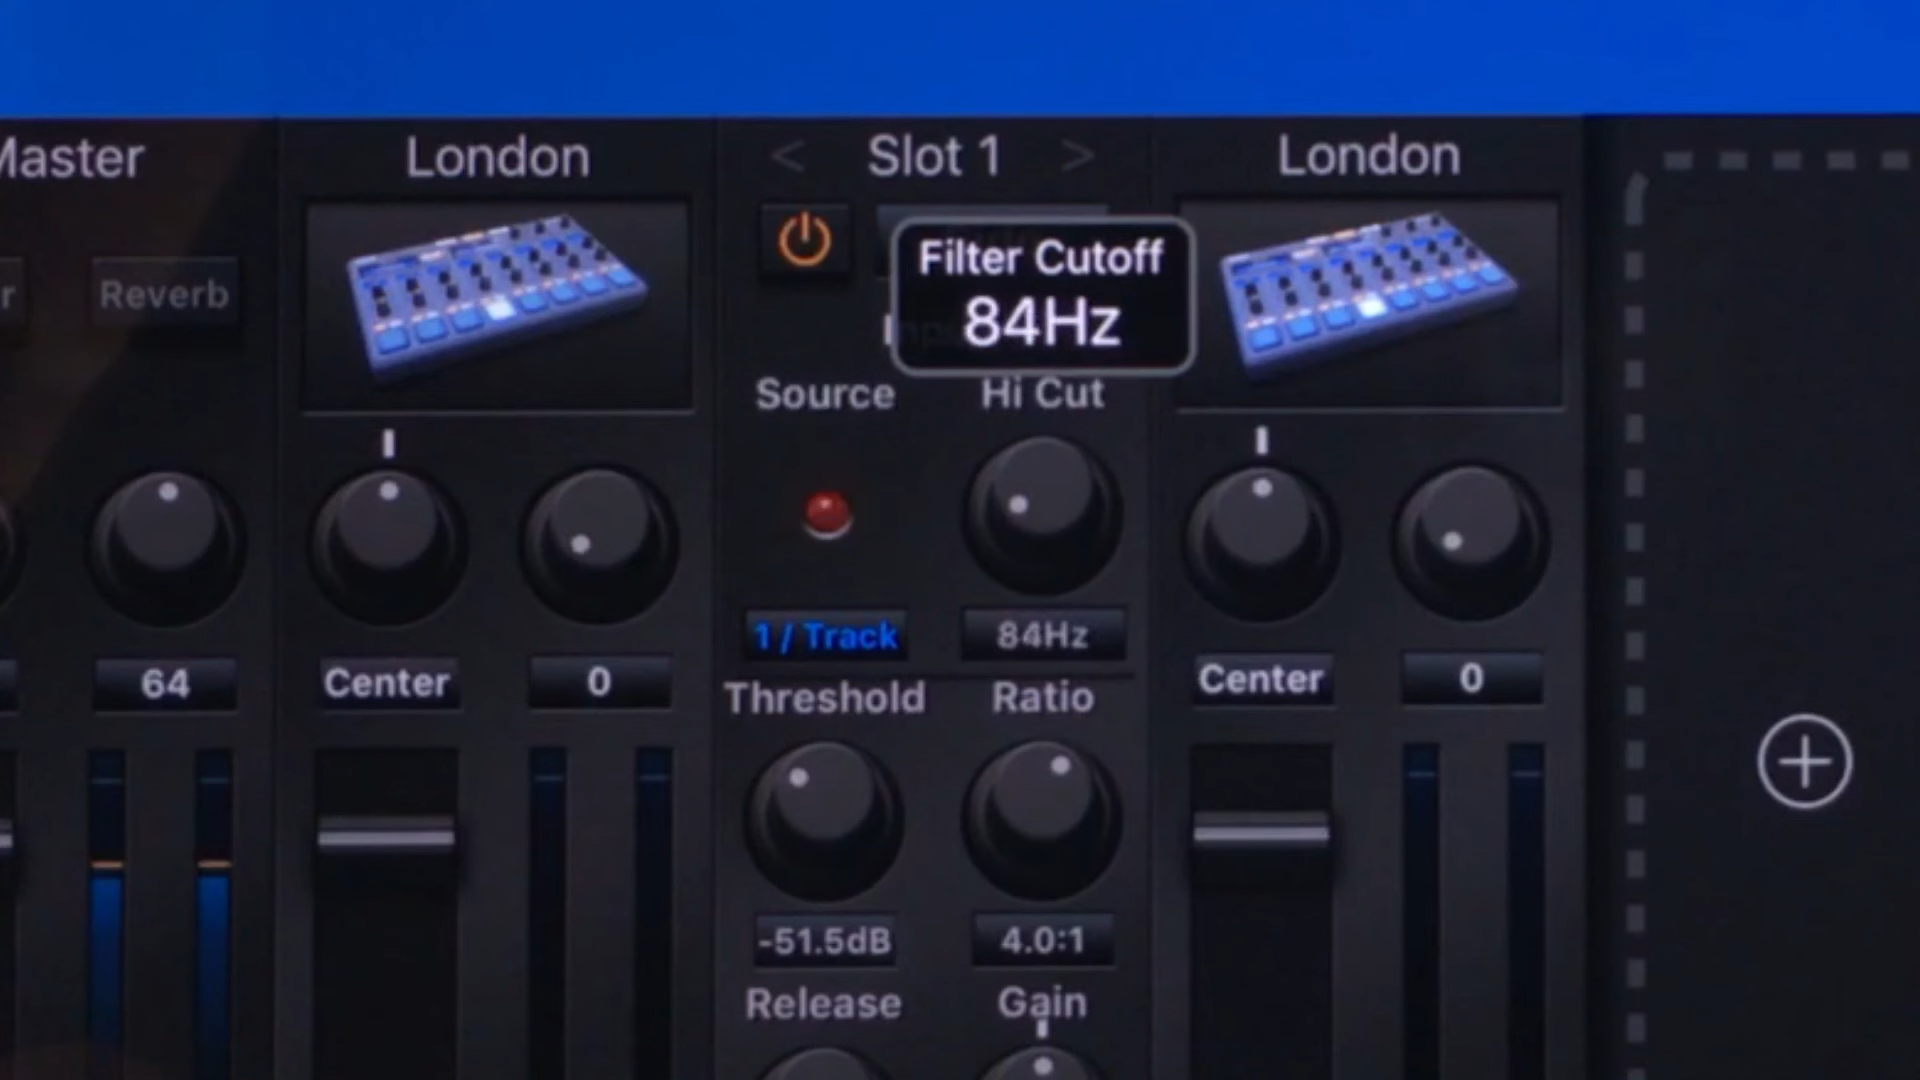 Master
London
< Slot 1 >
London
r
Reverb
Filter Cutoff
84Hz
Source
Hi Cut
1 / Track
84Hz
64
Center
0
Center
0
Threshold
Ratio
-51.5dB
4.0:1
Release
Gain